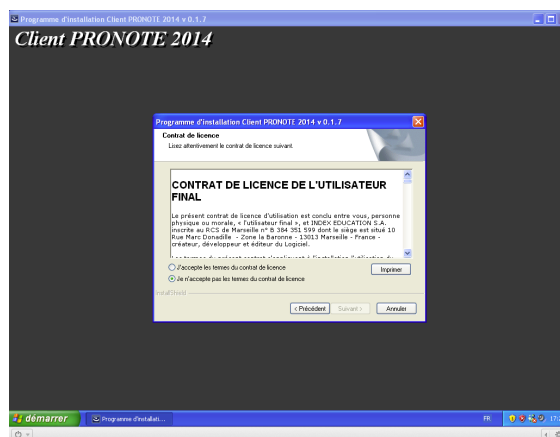 Programme d'installation Client PRONOTE 2014 v 0.1.7
Client PRONOTE 2014
Programme d'installation Client PRONOTE 2014 v 0.1.7
Contrat de licence
Lisez attentivement le contrat de licence suivant.
CONTRAT DE LICENCE DE L'UTILISATEUR
FINAL
Le présent contrat de licence d'utilisation est conclu entre vous, personne
physique ou morale, « l'utilisateur final », et INDEX EDUCATION S.A.
inscrite au RCS de Marseille n° B 384 351 599 dont le siège est situé 10
Rue Marc Donadille - Zone la Baronne - 13013 Marseille - France -
créateur, développeur et éditeur du Logiciel.
J'accepte les termes du contrat de licence
Imprimer
Je n'accepte pas les termes du contrat de licence
InstallShield
< Précédent
Suivant >
Annuler
démarrer
Programme d'installati...
FR